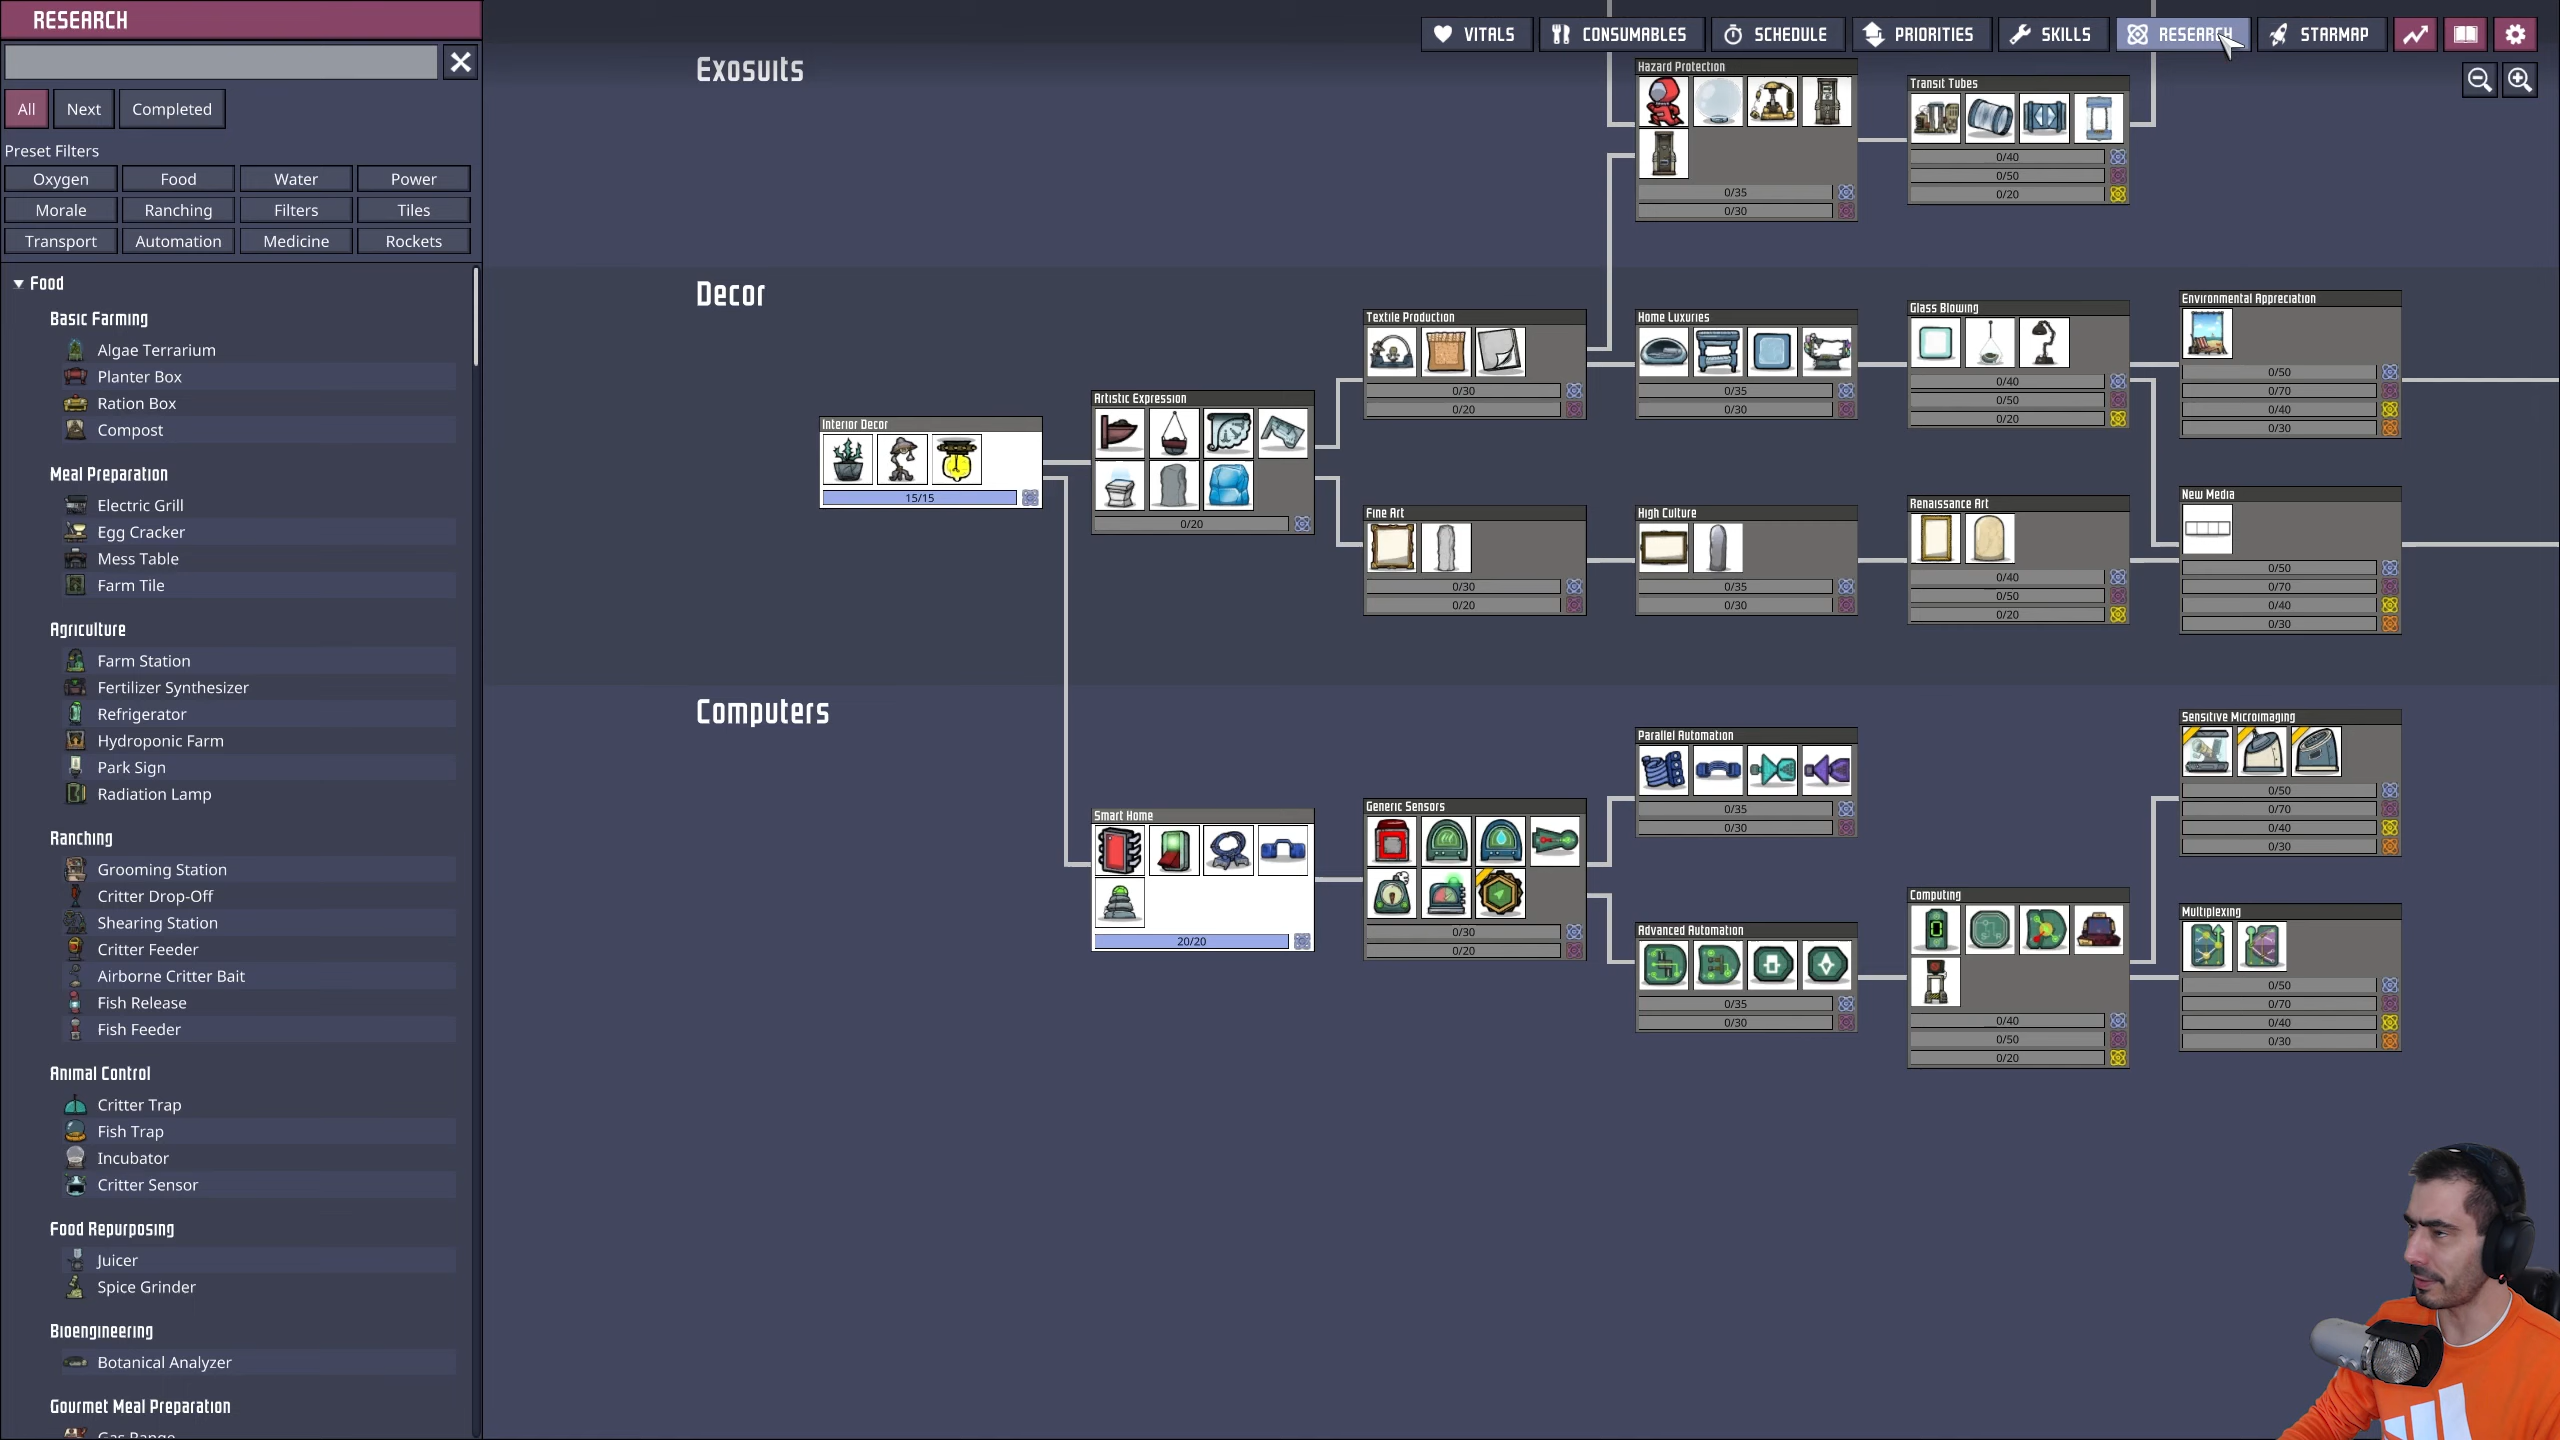 RESEARCH
All
Next
Completed
Preset Filters
Oxygen
Food
Water
Power
Morale
Ranching
Filters
Tiles
Transport
Automation
Medicine
Rockets
Food
Basic Farming
Algae Terrarium
Planter Box
Ration Box
Compost
Meal Preparation
Electric Grill
Egg Cracker
Mess Table
Farm Tile
Agriculture
Farm Station
Fertilizer Synthesizer
Refrigerator
Hydroponic Farm
Park Sign
Radiation Lamp
Ranching
Grooming Station
Critter Drop-Off
Shearing Station
Critter Feeder
Airborne Critter Bait
Fish Release
Fish Feeder
Animal Control
Critter Trap
Fish Trap
Incubator
Critter Sensor
Food Repurposing
Juicer
Spice Grinder
Bioengineering
Botanical Analyzer
Gourmet Meal Preparation
Gas Range
VITALS
CONSUMABLES
SCHEDULE
PRIORITIES
SKILLS
RESEARCH
STARMAP
Exosuits
Hazard Protection
0/35
0/30
Transit Tubes
0/40
0/50
0/20
Decor
Interior Decor
15/15
Artistic Expression
0/20
Textile Production
0/30
0/20
Home Luxuries
0/35
0/30
Glass Blowing
0/40
0/50
0/20
Environmental Appreciation
0/50
0/70
0/40
0/30
Fine Art
0/30
0/20
High Culture
0/35
0/30
Renaissance Art
0/40
0/50
0/20
New Media
0/50
0/70
0/40
0/30
Computers
Smart Home
20/20
Generic Sensors
0/30
0/20
Parallel Automation
0/35
0/30
Advanced Automation
0/35
0/30
Computing
0/40
0/50
0/20
Sensitive Microimaging
0/50
0/70
0/40
0/30
Multiplexing
0/50
0/70
0/40
0/30